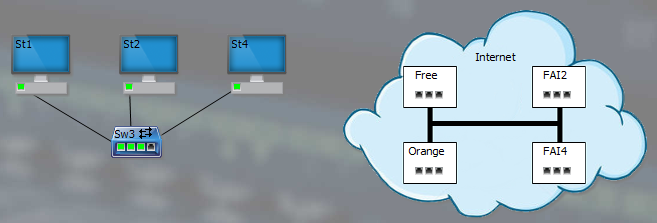 St1
St2
St4
Sw3
Internet
Free
FAI2
Orange
FAI4